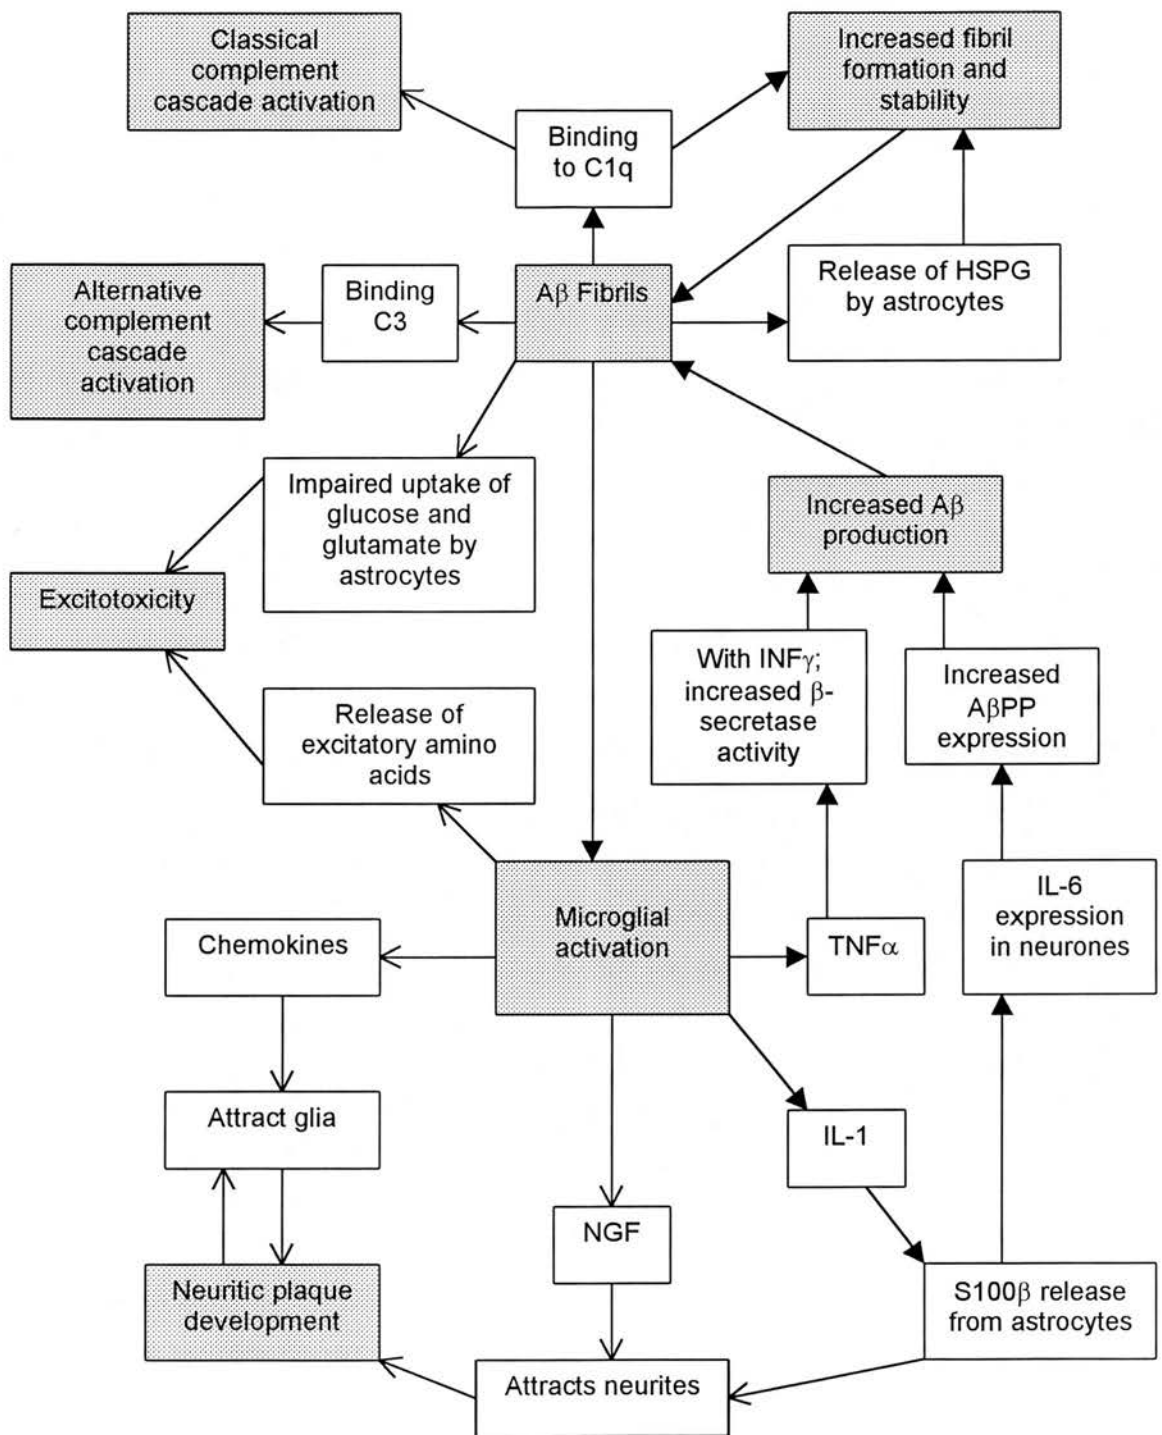 Classical
complement
cascade activation
Increased fibril
formation and
stability
Binding
to C1q
Alternative
complement
cascade
activation
Binding
C3
Aβ Fibrils
Release of HSPG
by astrocytes
Impaired uptake of
glucose and
glutamate by
astrocytes
Increased Aβ
production
Excitotoxicity
With INFγ;
increased β-
secretase
activity
Increased
AβPP
expression
Release of
excitatory amino
acids
Microglial
activation
IL-6
expression
in neurones
Chemokines
TNFα
Attract glia
IL-1
NGF
Neuritic plaque
development
S100β release
from astrocytes
Attracts neurites